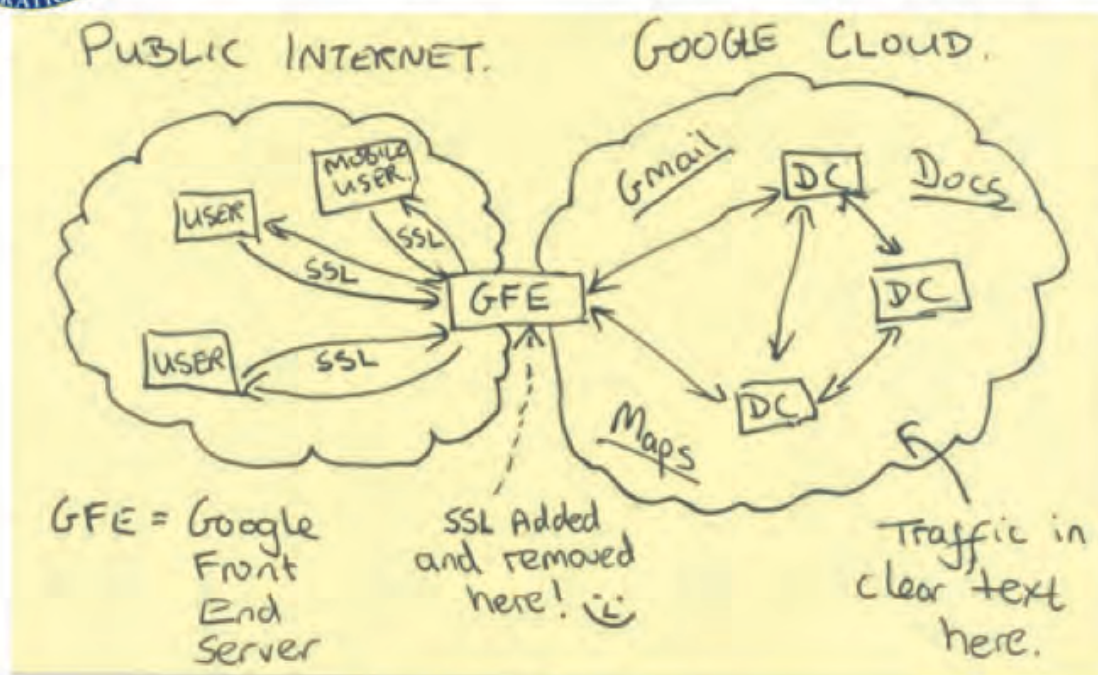 PUBLIC INTERNET.
GOOGLE CLOUD.
MOBILE
USER.
USER
SSL
SSL
USER
SSL
GFE
Gmail
DC
Docs
DC
DC
Maps
GFE = Google
Front
End
Server
SSL Added
and removed
here!
Traffic in
clear text
here.